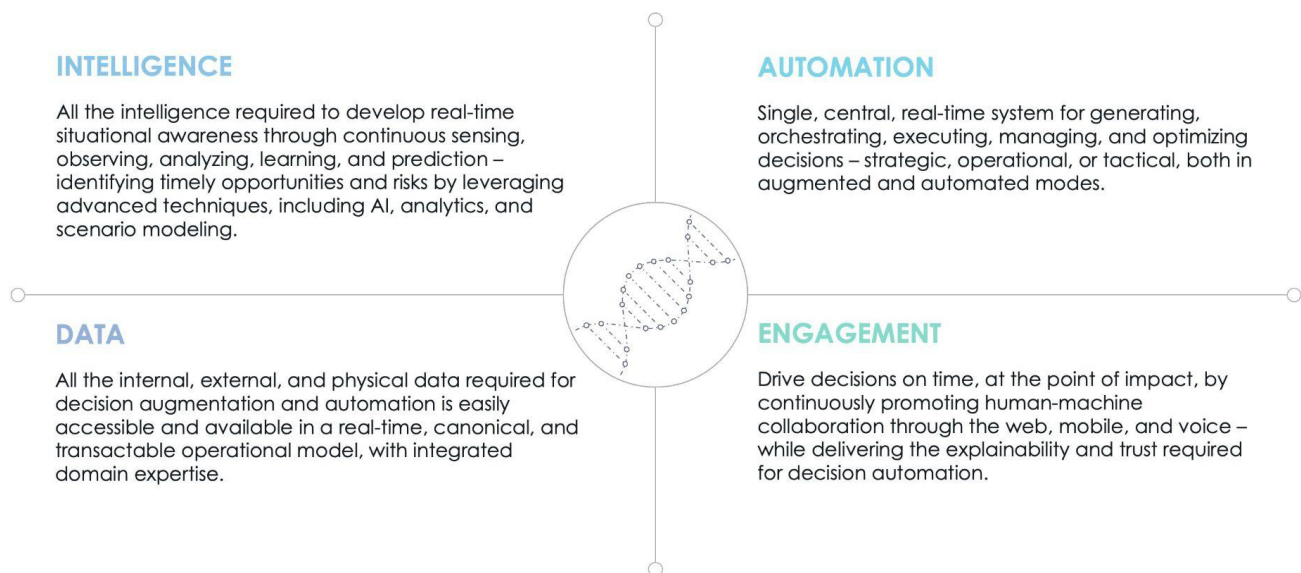 INTELLIGENCE
All the intelligence required to develop real-time
situational awareness through continuous sensing,
observing, analyzing, learning, and prediction –
identifying timely opportunities and risks by leveraging
advanced techniques, including AI, analytics, and
scenario modeling.
AUTOMATION
Single, central, real-time system for generating,
orchestrating, executing, managing, and optimizing
decisions – strategic, operational, or tactical, both in
augmented and automated modes.
DATA
All the internal, external, and physical data required for
decision augmentation and automation is easily
accessible and available in a real-time, canonical, and
transactable operational model, with integrated
domain expertise.
ENGAGEMENT
Drive decisions on time, at the point of impact, by
continuously promoting human-machine
collaboration through the web, mobile, and voice –
while delivering the explainability and trust required
for decision automation.